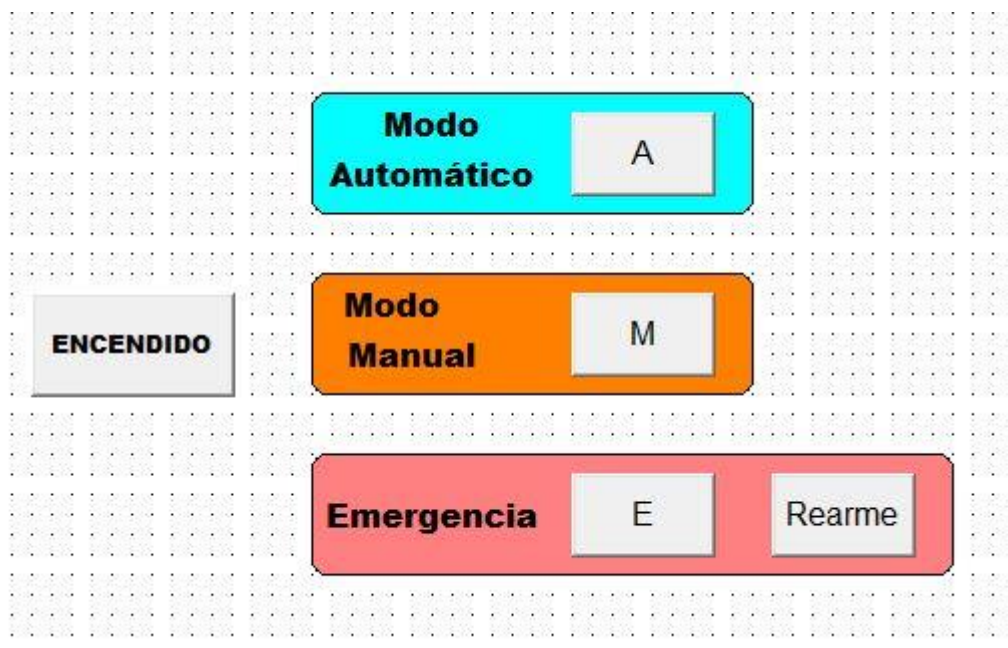 Modo
Automático
A
ENCENDIDO
Modo
Manual
M
Emergencia
E
Rearme